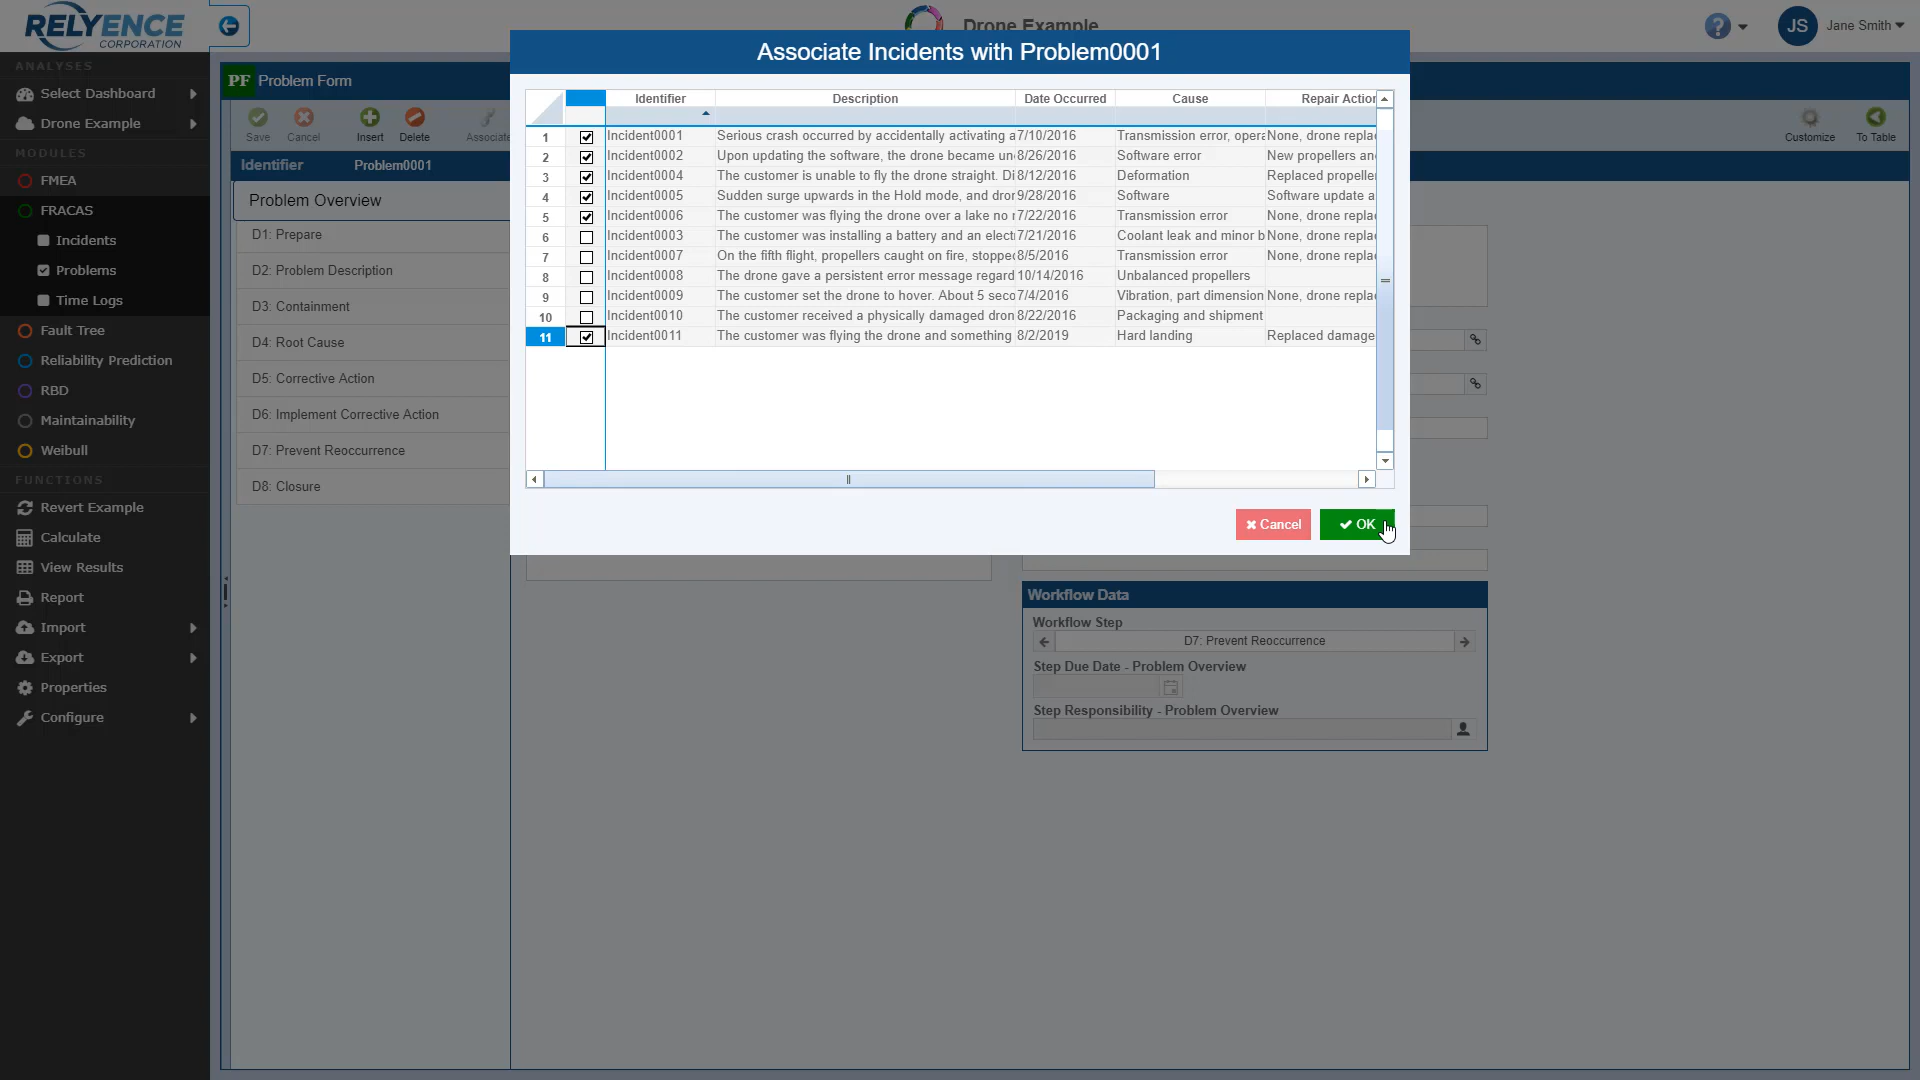 RELYENCE
CORPORATION
Drone Example
?
JS
Jane Smith
ANALYSES
Select Dashboard
Drone Example
MODULES
FMEA
FRACAS
Incidents
Problems
Time Logs
Fault Tree
Reliability Prediction
RBD
Maintainability
Weibull
FUNCTIONS
Revert Example
Calculate
View Results
Report
Import
Export
Properties
Configure
PF Problem Form
Save Cancel Insert Delete Associate
Customize To Table
Identifier Problem0001
Problem Overview
D1: Prepare
D2: Problem Description
D3: Containment
D4: Root Cause
D5: Corrective Action
D6: Implement Corrective Action
D7: Prevent Reoccurrence
D8: Closure
Associate Incidents with Problem0001
Identifier Description Date Occurred Cause Repair Action
1 Incident0001 Serious crash occurred by accidentally activating a 7/10/2016 Transmission error, opera None, drone replac
2 Incident0002 Upon updating the software, the drone became un 8/26/2016 Software error New propellers an
3 Incident0004 The customer is unable to fly the drone straight. Di 8/12/2016 Deformation Replaced propelle
4 Incident0005 Sudden surge upwards in the Hold mode, and dron 9/28/2016 Software Software update a
5 Incident0006 The customer was flying the drone over a lake no r 7/22/2016 Transmission error None, drone replac
6 Incident0003 The customer was installing a battery and an elect 7/21/2016 Coolant leak and minor b None, drone replac
7 Incident0007 On the fifth flight, propellers caught on fire, stoppe 8/5/2016 Transmission error None, drone replac
8 Incident0008 The drone gave a persistent error message regard 10/14/2016 Unbalanced propellers
9 Incident0009 The customer set the drone to hover. About 5 seco 7/4/2016 Vibration, part dimension None, drone replac
10 Incident0010 The customer received a physically damaged dron 8/22/2016 Packaging and shipment
11 Incident0011 The customer was flying the drone and something 8/2/2019 Hard landing Replaced damage
Cancel OK
Workflow Data
Workflow Step
D7: Prevent Reoccurrence
Step Due Date - Problem Overview
Step Responsibility - Problem Overview